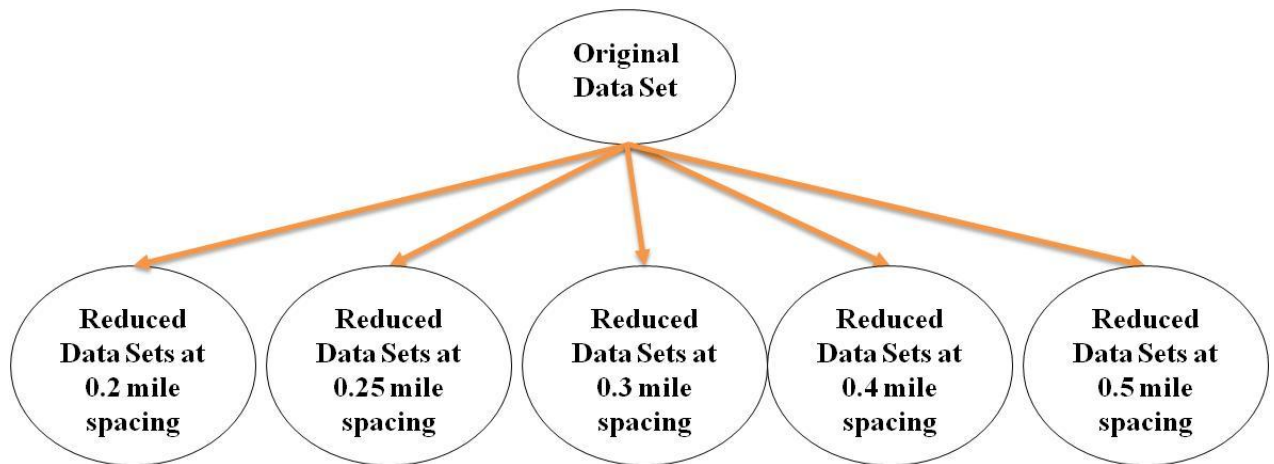 Original
Data Set
Reduced
Data Sets at
0.2 mile
spacing
Reduced
Data Sets at
0.25 mile
spacing
Reduced
Data Sets at
0.3 mile
spacing
Reduced
Data Sets at
0.4 mile
spacing
Reduced
Data Sets at
0.5 mile
spacing